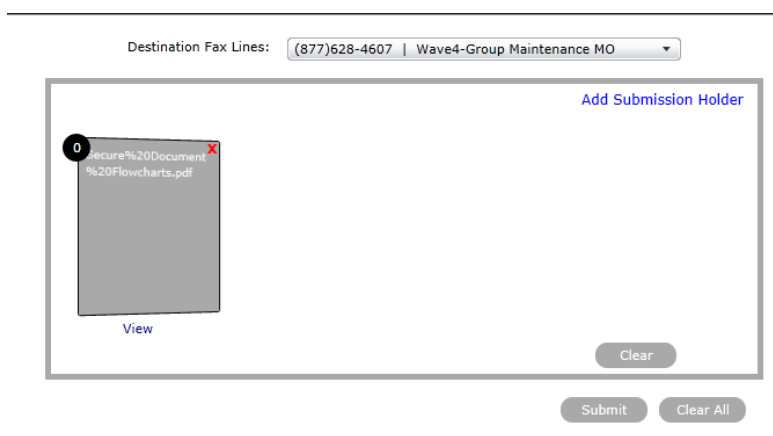 Destination Fax Lines: (877)628-4607 | Wave4-Group Maintenance MO
Add Submission Holder
0
Secure%20Document X
%20Flowcharts.pdf
View
Clear
Submit Clear All